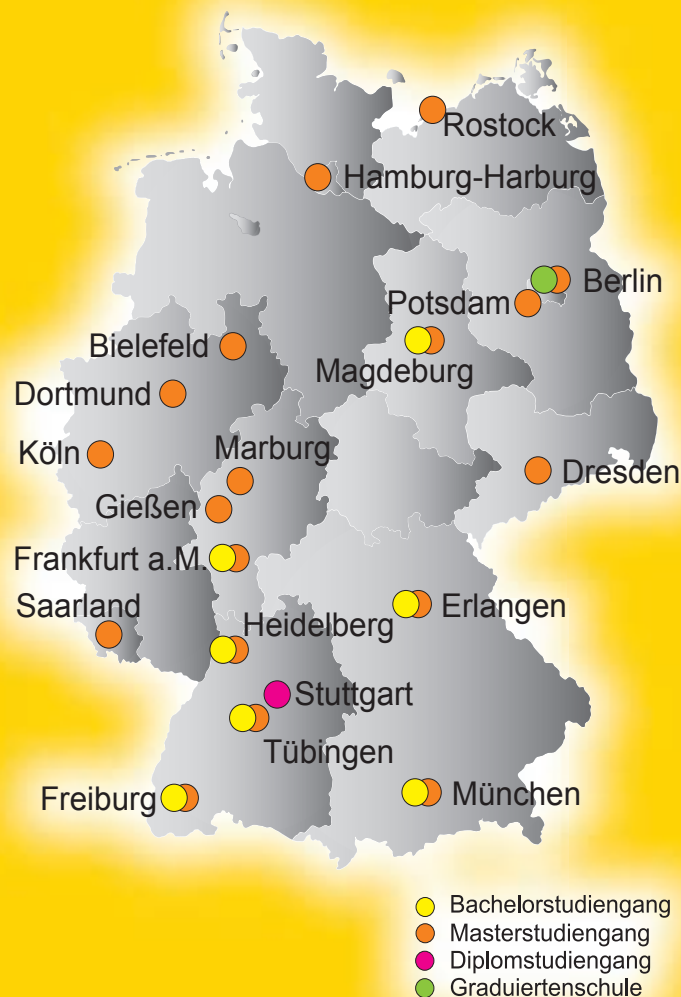 Rostock
Hamburg-Harburg
Berlin
Potsdam
Bielefeld
Magdeburg
Dortmund
Marburg
Köln
Dresden
Gießen
Frankfurt a.M.
Saarland
Erlangen
Heidelberg
Stuttgart
Tübingen
Freiburg
München
Bachelorstudiengang
Masterstudiengang
Diplomstudiengang
Graduiertenschule